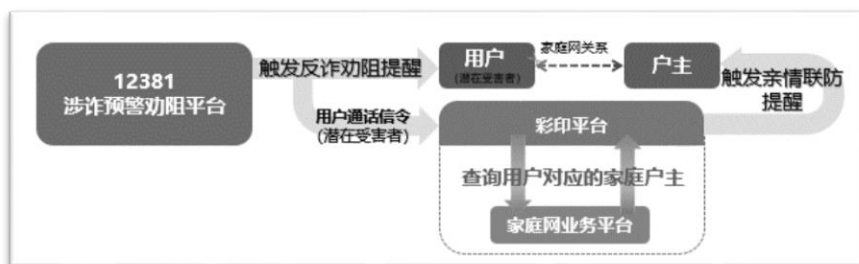 12381
涉诈预警劝阻平台
触发反诈劝阻提醒
用户
(潜在受害者)
家庭网关系
户主
触发亲情联防
提醒
用户通话信令
(潜在受害者)
彩印平台
查询用户对应的家庭户主
家庭网业务平台